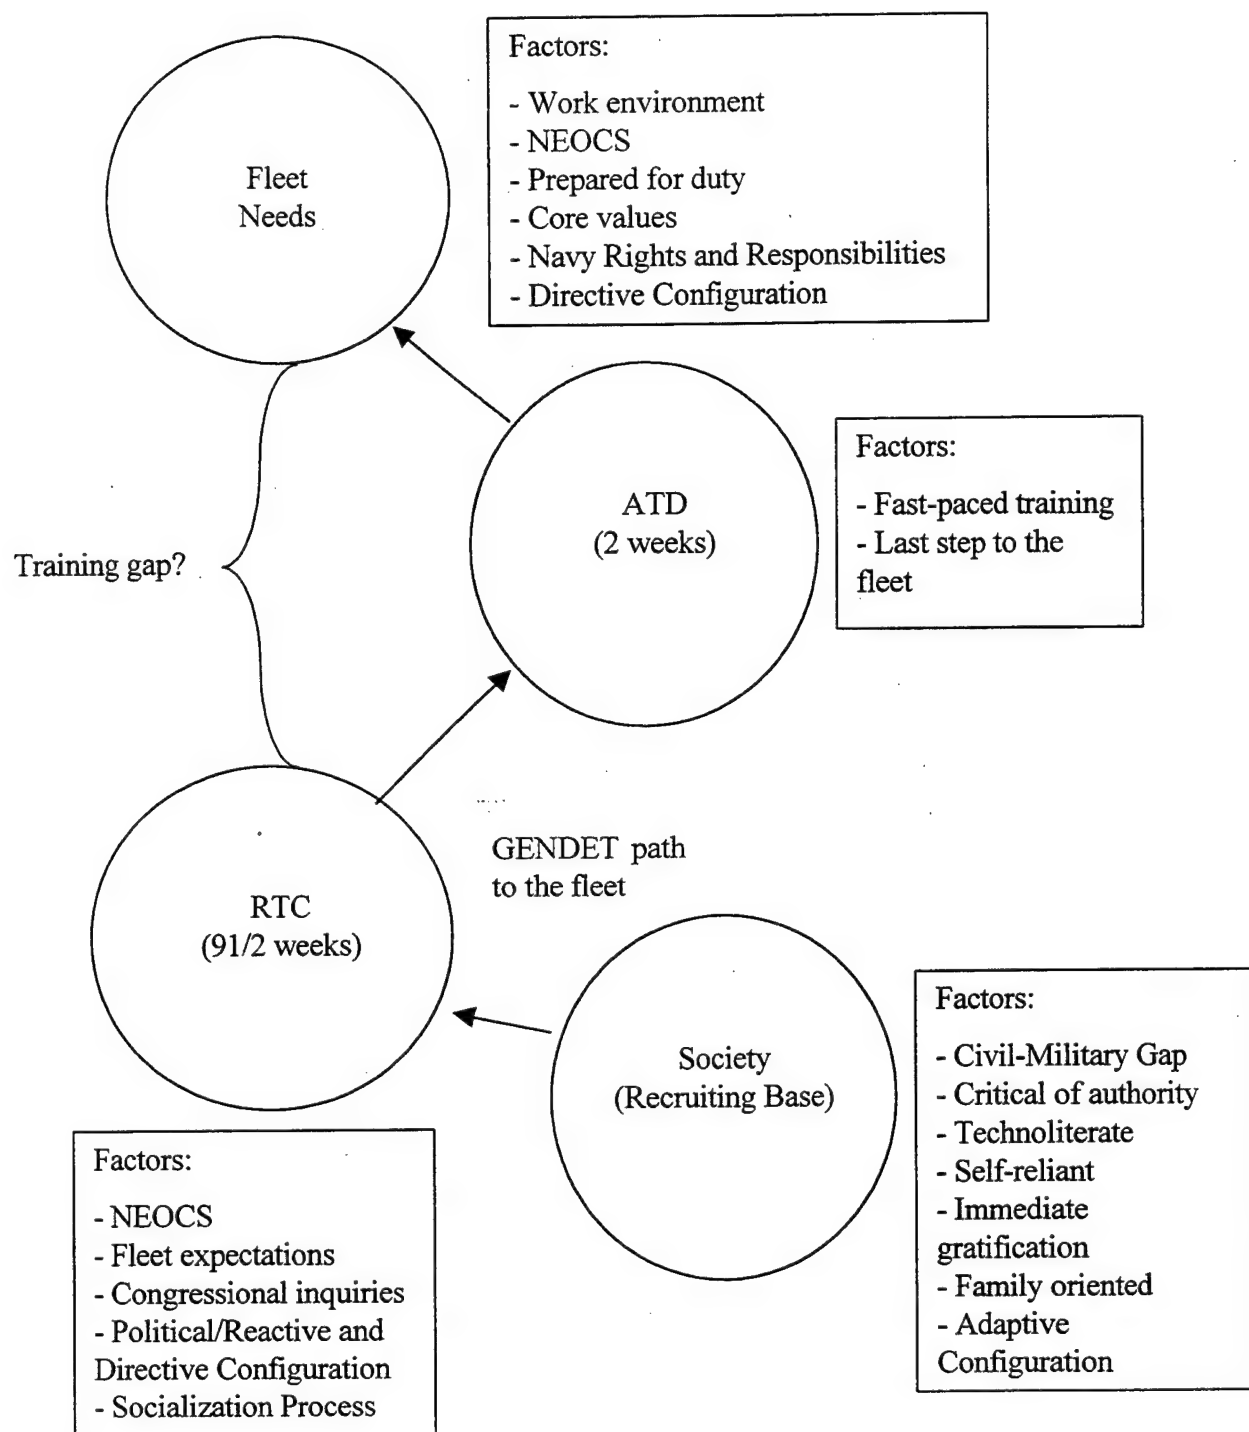 Factors:
- Work environment
- NEOCS
- Prepared for duty
- Core values
- Navy Rights and Responsibilities
- Directive Configuration
Fleet
Needs
Factors:
- Fast-paced training
- Last step to the
fleet
ATD
(2 weeks)
Training gap?
GENDET path
to the fleet
RTC
(91/2 weeks)
Society
(Recruiting Base)
Factors:
- Civil-Military Gap
- Critical of authority
- Technoliterate
- Self-reliant
- Immediate
gratification
- Family oriented
- Adaptive
Configuration
Factors:
- NEOCS
- Fleet expectations
- Congressional inquiries
- Political/Reactive and
Directive Configuration
- Socialization Process